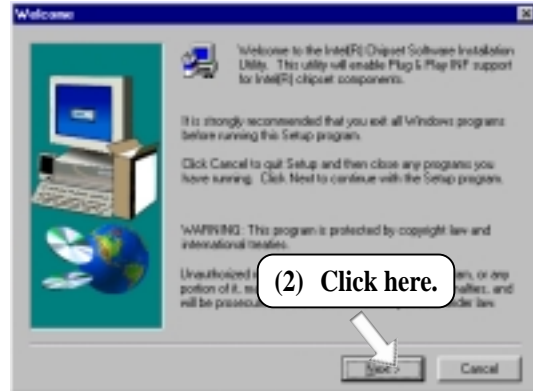 Welcome
Welcome to the Intel(R) Chipset Software Installation
Utility. This utility will enable Plug & Play INF support
for Intel(R) chipset components.
It is strongly recommended that you exit all Windows programs
before running this Setup program.
Click Cancel to quit Setup and then close any programs you
have running. Click Next to continue with the Setup program.
WARNING: This program is protected by copyright law and
international treaties.
Unauthorized or any
portion of it, and
will be law.
(2) Click here.
Next >
Cancel